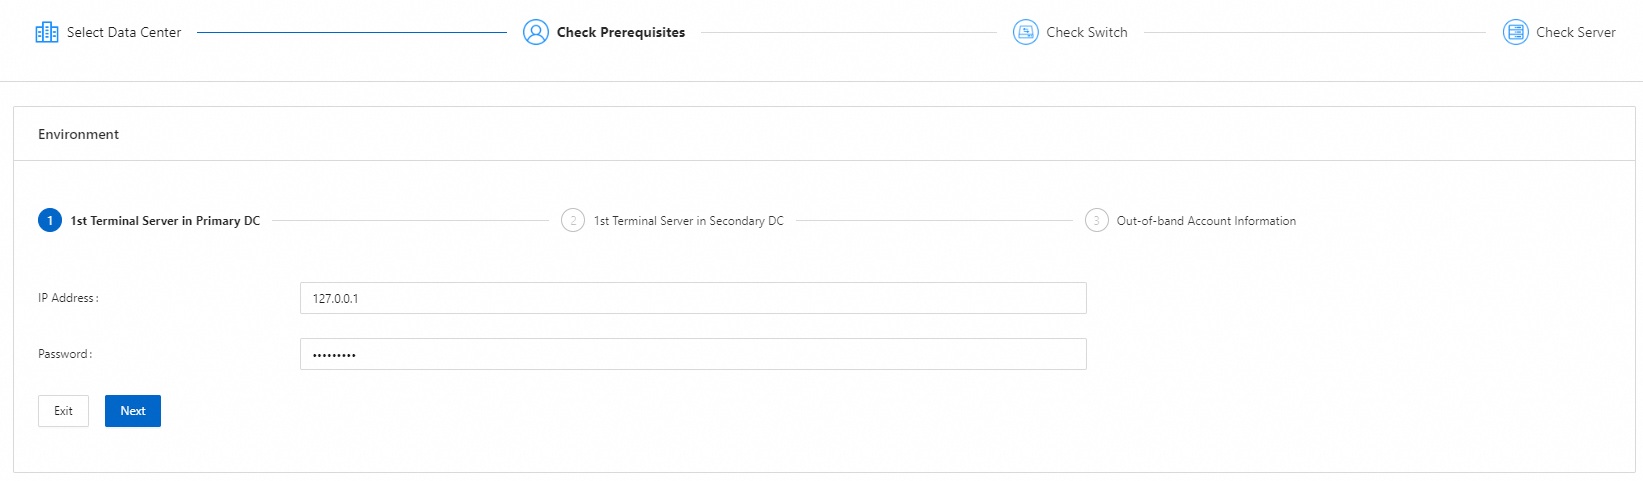 Select Data Center
Check Prerequisites
Check Switch
Check Server
Environment
1 1st Terminal Server in Primary DC
2 1st Terminal Server in Secondary DC
3 Out-of-band Account Information
IP Address :
127.0.0.1
Password :
•••••••••
Exit
Next